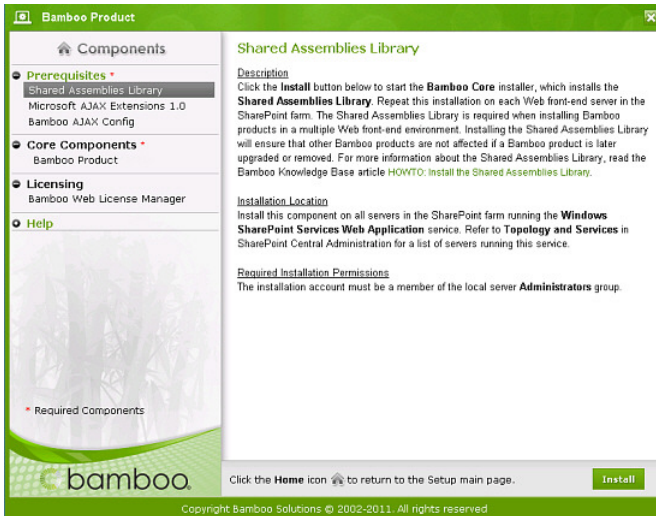 Bamboo Product
Components
Prerequisites *
Shared Assemblies Library
Microsoft AJAX Extensions 1.0
Bamboo AJAX Config
Core Components *
Bamboo Product
Licensing
Bamboo Web License Manager
Help
* Required Components
bamboo
Shared Assemblies Library
Description
Click the Install button below to start the Bamboo Core installer, which installs the
Shared Assemblies Library. Repeat this installation on each Web front-end server in the
SharePoint farm. The Shared Assemblies Library is required when installing Bamboo
products in a multiple Web front-end environment. Installing the Shared Assemblies Library
will ensure that other Bamboo products are not affected if a Bamboo product is later
upgraded or removed. For more information about the Shared Assemblies Library, read the
Bamboo Knowledge Base article HOWTO: Install the Shared Assemblies Library.
Installation Location
Install this component on all servers in the SharePoint farm running the Windows
SharePoint Services Web Application service. Refer to Topology and Services in
SharePoint Central Administration for a list of servers running this service.
Required Installation Permissions
The installation account must be a member of the local server Administrators group.
Click the Home icon to return to the Setup main page.
Install
Copyright Bamboo Solutions © 2002-2011. All rights reserved